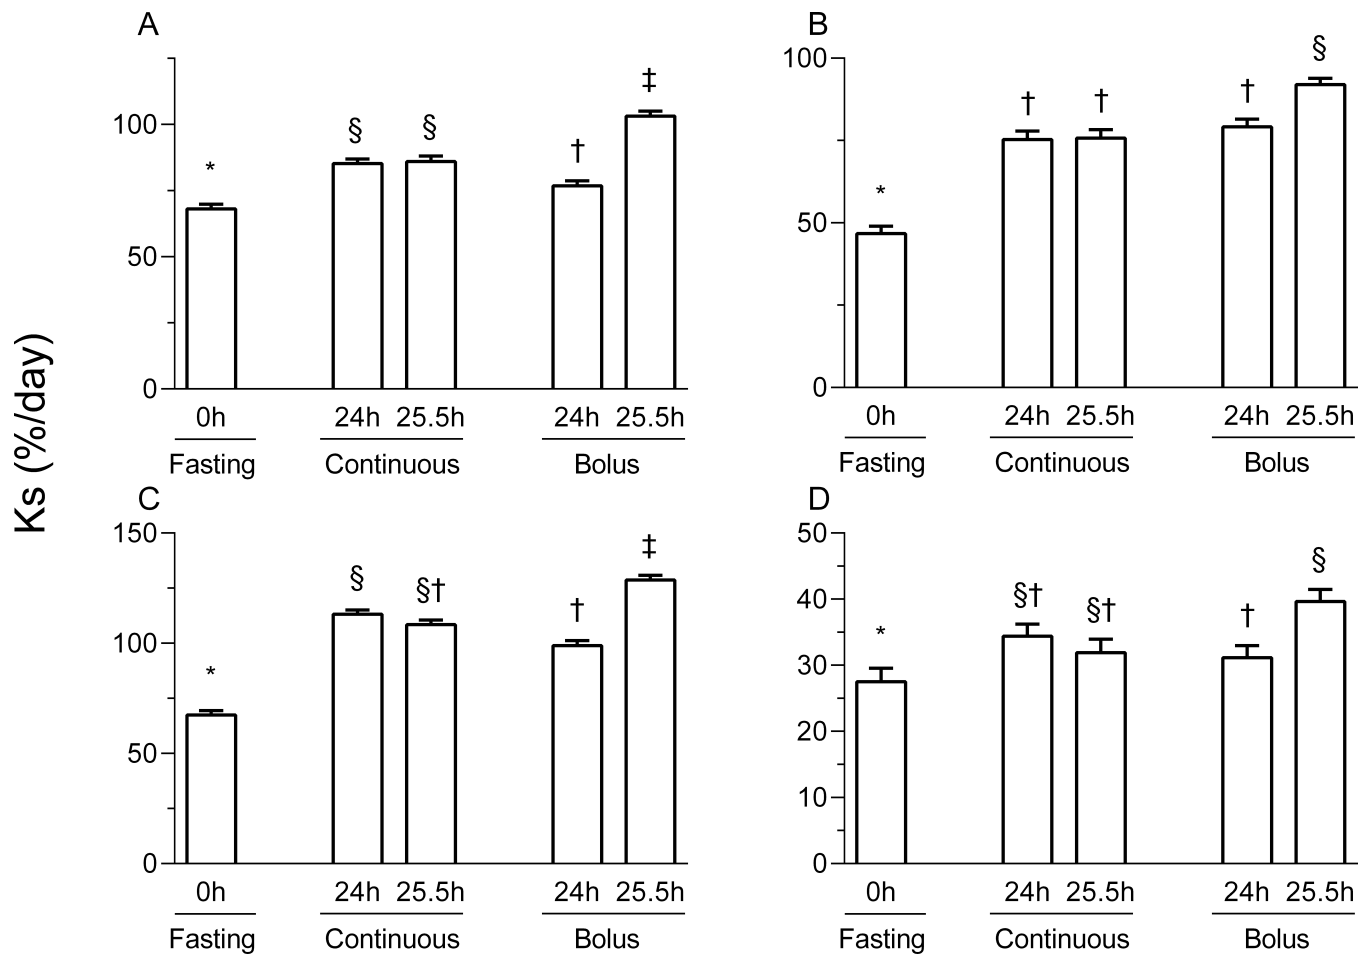 Ks (%/day)
A
100
50
0
*
§
§
†
‡
0h
24h 25.5h
24h 25.5h
Fasting
Continuous
Bolus
B
100
50
0
*
†
†
†
§
0h
24h 25.5h
24h 25.5h
Fasting
Continuous
Bolus
C
150
100
50
0
*
§
§†
†
‡
0h
24h 25.5h
24h 25.5h
Fasting
Continuous
Bolus
D
50
40
30
20
10
0
*
§†
§†
†
§
0h
24h 25.5h
24h 25.5h
Fasting
Continuous
Bolus